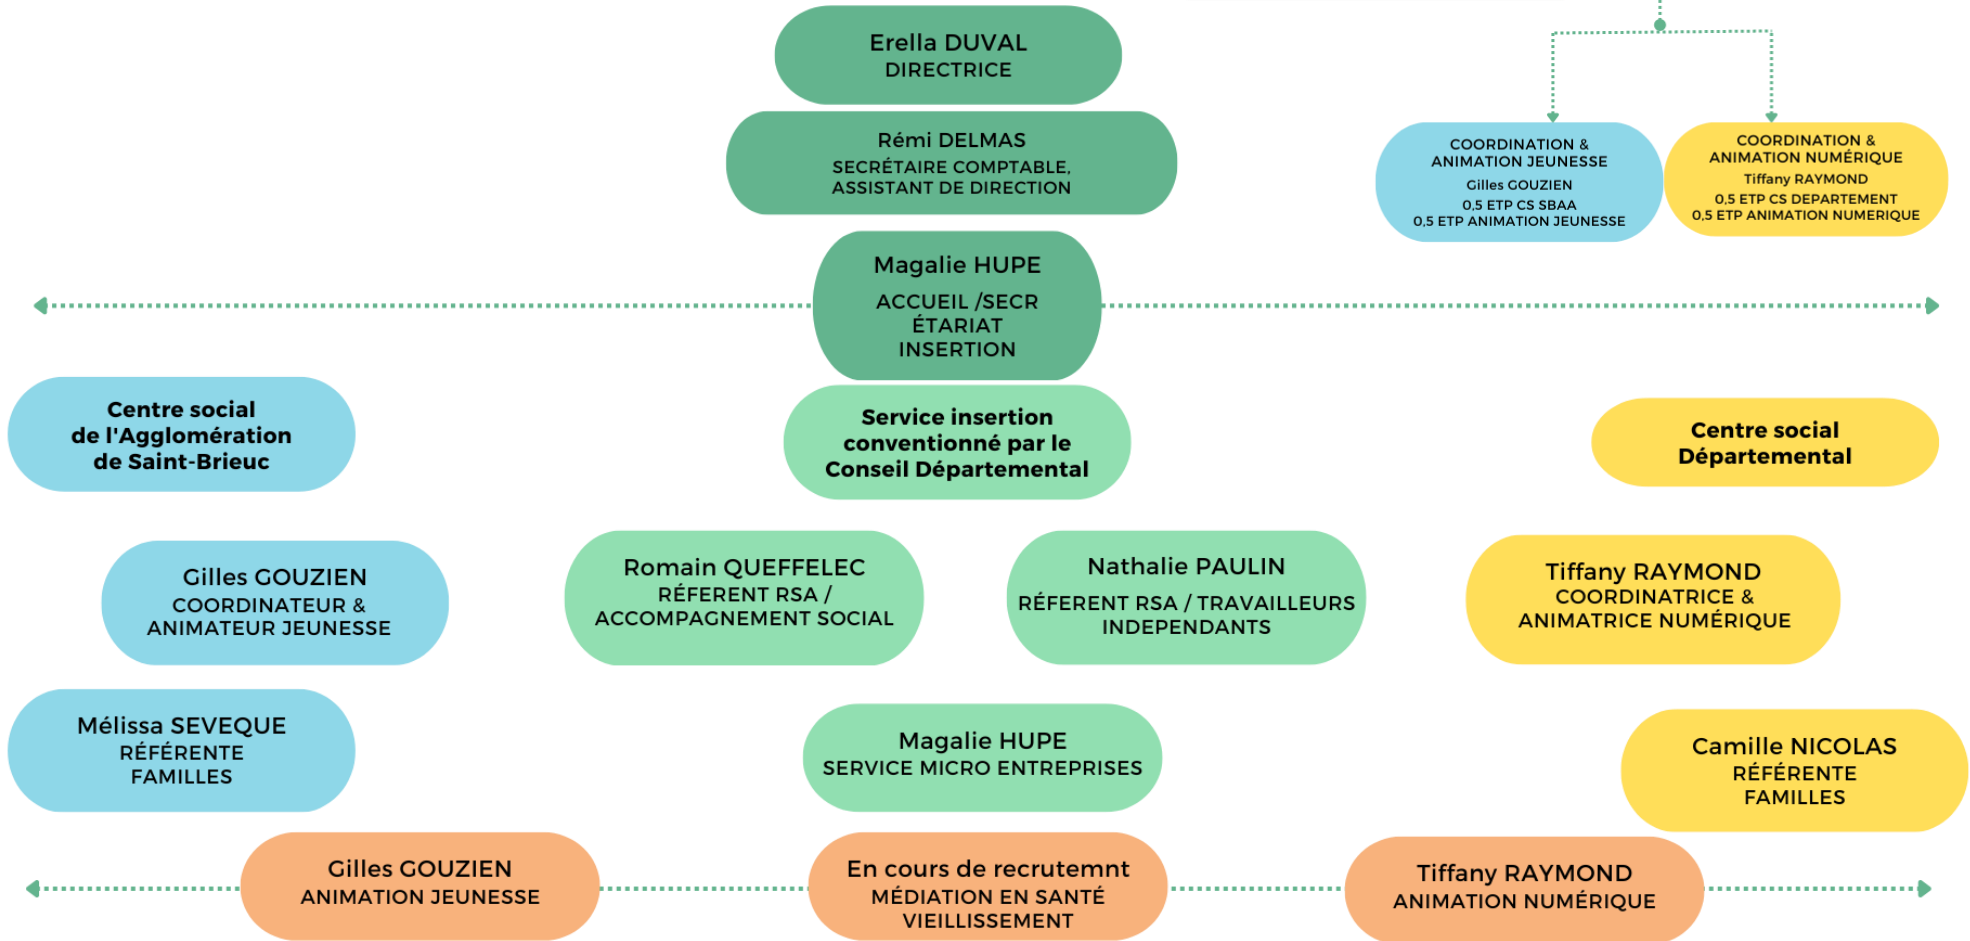 Erella DUVAL
DIRECTRICE
Rémi DELMAS
SECRÉTAIRE COMPTABLE,
ASSISTANT DE DIRECTION
COORDINATION &
ANIMATION JEUNESSE
Gilles GOUZIEN
0,5 ETP CS SBAA
0,5 ETP ANIMATION JEUNESSE
COORDINATION &
ANIMATION NUMÉRIQUE
Tiffany RAYMOND
0,5 ETP CS DEPARTEMENT
0,5 ETP ANIMATION NUMERIQUE
Magalie HUPE
ACCUEIL /SECR
ÉTARIAT
INSERTION
Centre social
de l'Agglomération
de Saint-Brieuc
Service insertion
conventionné par le
Conseil Départemental
Centre social
Départemental
Gilles GOUZIEN
COORDINATEUR &
ANIMATEUR JEUNESSE
Romain QUEFFELEC
RÉFERENT RSA /
ACCOMPAGNEMENT SOCIAL
Nathalie PAULIN
RÉFERENT RSA / TRAVAILLEURS
INDEPENDANTS
Tiffany RAYMOND
COORDINATRICE &
ANIMATRICE NUMÉRIQUE
Mélissa SEVEQUE
RÉFÉRENTE
FAMILLES
Magalie HUPE
SERVICE MICRO ENTREPRISES
Camille NICOLAS
RÉFÉRENTE
FAMILLES
Gilles GOUZIEN
ANIMATION JEUNESSE
En cours de recrutemnt
MÉDIATION EN SANTÉ
VIEILLISSEMENT
Tiffany RAYMOND
ANIMATION NUMÉRIQUE